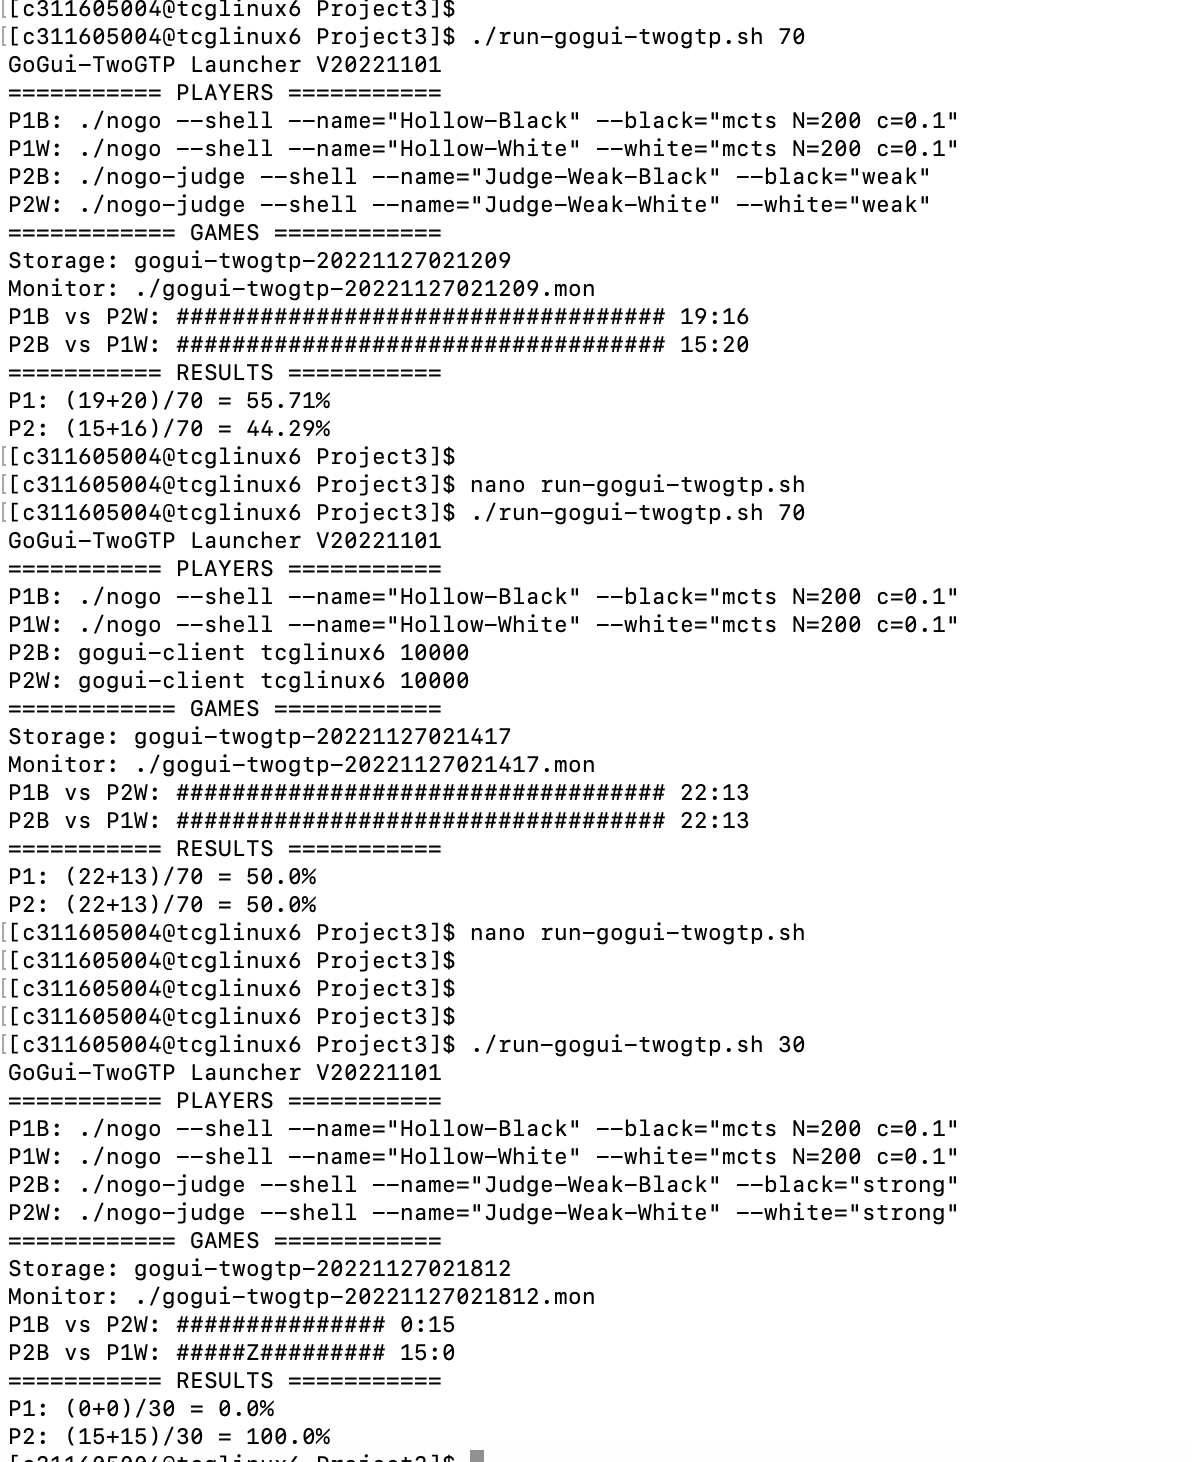 [[c311605004@tcglinux6 Project3]$
[[c311605004@tcglinux6 Project3]$ ./run-gogui-twogtp.sh 70
GoGui-TwoGTP Launcher V20221101
=========== PLAYERS ===========
P1B: ./nogo --shell --name="Hollow-Black" --black="mcts N=200 c=0.1"
P1W: ./nogo --shell --name="Hollow-White" --white="mcts N=200 c=0.1"
P2B: ./nogo-judge --shell --name="Judge-Weak-Black" --black="weak"
P2W: ./nogo-judge --shell --name="Judge-Weak-White" --white="weak"
============ GAMES ============
Storage: gogui-twogtp-20221127021209
Monitor: ./gogui-twogtp-20221127021209.mon
P1B vs P2W: ################################### 19:16
P2B vs P1W: ################################### 15:20
=========== RESULTS ===========
P1: (19+20)/70 = 55.71%
P2: (15+16)/70 = 44.29%
[[c311605004@tcglinux6 Project3]$
[[c311605004@tcglinux6 Project3]$ nano run-gogui-twogtp.sh
[[c311605004@tcglinux6 Project3]$ ./run-gogui-twogtp.sh 70
GoGui-TwoGTP Launcher V20221101
=========== PLAYERS ===========
P1B: ./nogo --shell --name="Hollow-Black" --black="mcts N=200 c=0.1"
P1W: ./nogo --shell --name="Hollow-White" --white="mcts N=200 c=0.1"
P2B: gogui-client tcglinux6 10000
P2W: gogui-client tcglinux6 10000
============ GAMES ============
Storage: gogui-twogtp-20221127021417
Monitor: ./gogui-twogtp-20221127021417.mon
P1B vs P2W: ################################### 22:13
P2B vs P1W: ################################### 22:13
=========== RESULTS ===========
P1: (22+13)/70 = 50.0%
P2: (22+13)/70 = 50.0%
[[c311605004@tcglinux6 Project3]$ nano run-gogui-twogtp.sh
[[c311605004@tcglinux6 Project3]$
[[c311605004@tcglinux6 Project3]$
[[c311605004@tcglinux6 Project3]$
[[c311605004@tcglinux6 Project3]$ ./run-gogui-twogtp.sh 30
GoGui-TwoGTP Launcher V20221101
=========== PLAYERS ===========
P1B: ./nogo --shell --name="Hollow-Black" --black="mcts N=200 c=0.1"
P1W: ./nogo --shell --name="Hollow-White" --white="mcts N=200 c=0.1"
P2B: ./nogo-judge --shell --name="Judge-Weak-Black" --black="strong"
P2W: ./nogo-judge --shell --name="Judge-Weak-White" --white="strong"
============ GAMES ============
Storage: gogui-twogtp-20221127021812
Monitor: ./gogui-twogtp-20221127021812.mon
P1B vs P2W: ############### 0:15
P2B vs P1W: #####Z######### 15:0
=========== RESULTS ===========
P1: (0+0)/30 = 0.0%
P2: (15+15)/30 = 100.0%
[c311605004@tcglinux6 Project3]$